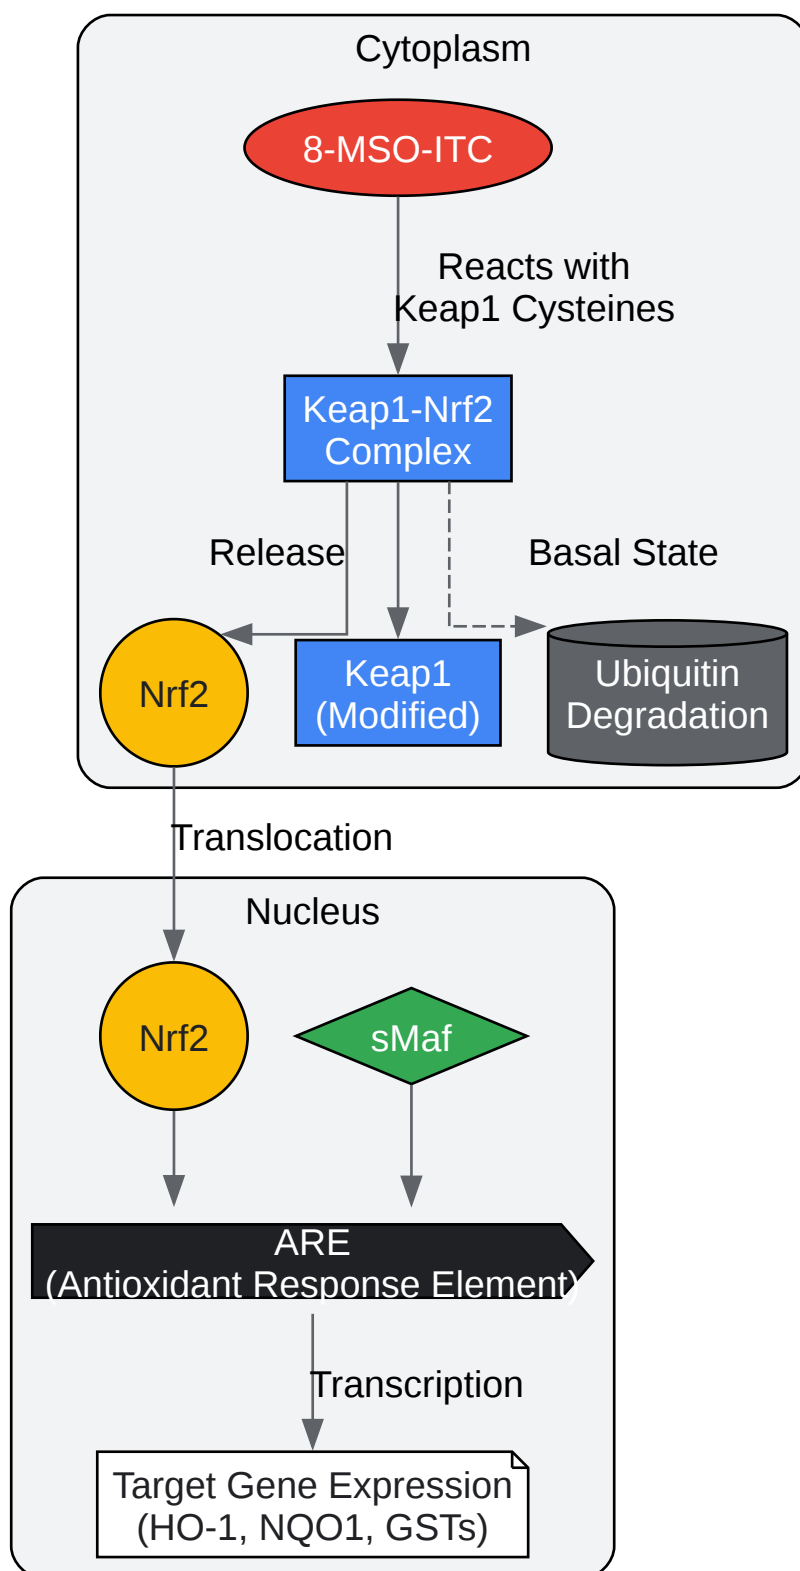 Cytoplasm
8-MSO-ITC
Reacts with
Keap1 Cysteines
Keap1-Nrf2
Complex
Release
Basal State
Nrf2
Keap1
(Modified)
Ubiquitin
Degradation
Translocation
Nucleus
Nrf2
sMaf
ARE
(Antioxidant Response Element)
Transcription
Target Gene Expression
(HO-1, NQO1, GSTs)